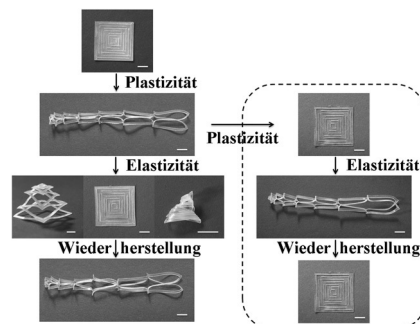 Plastizität
Plastizität
Elastizität
Elastizität
Wieder herstellung
Wieder herstellung